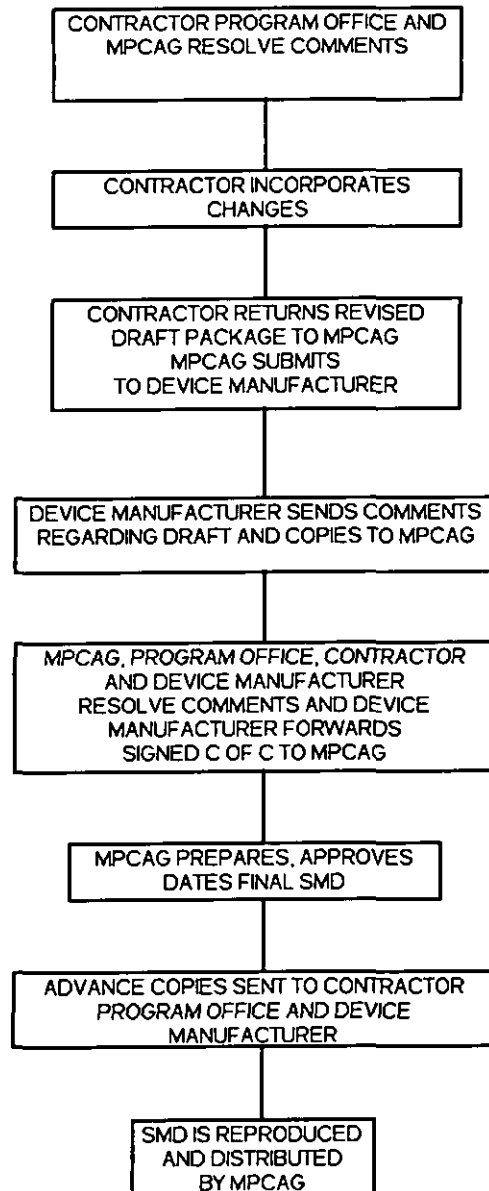 CONTRACTOR PROGRAM OFFICE AND
MPCAG RESOLVE COMMENTS
CONTRACTOR INCORPORATES
CHANGES
CONTRACTOR RETURNS REVISED
DRAFT PACKAGE TO MPCAG
MPCAG SUBMITS
TO DEVICE MANUFACTURER
DEVICE MANUFACTURER SENDS COMMENTS
REGARDING DRAFT AND COPIES TO MPCAG
MPCAG, PROGRAM OFFICE, CONTRACTOR
AND DEVICE MANUFACTURER
RESOLVE COMMENTS AND DEVICE
MANUFACTURER FORWARDS
SIGNED C OF C TO MPCAG
MPCAG PREPARES, APPROVES
DATES FINAL SMD
ADVANCE COPIES SENT TO CONTRACTOR
PROGRAM OFFICE AND DEVICE
MANUFACTURER
SMD IS REPRODUCED
AND DISTRIBUTED
BY MPCAG